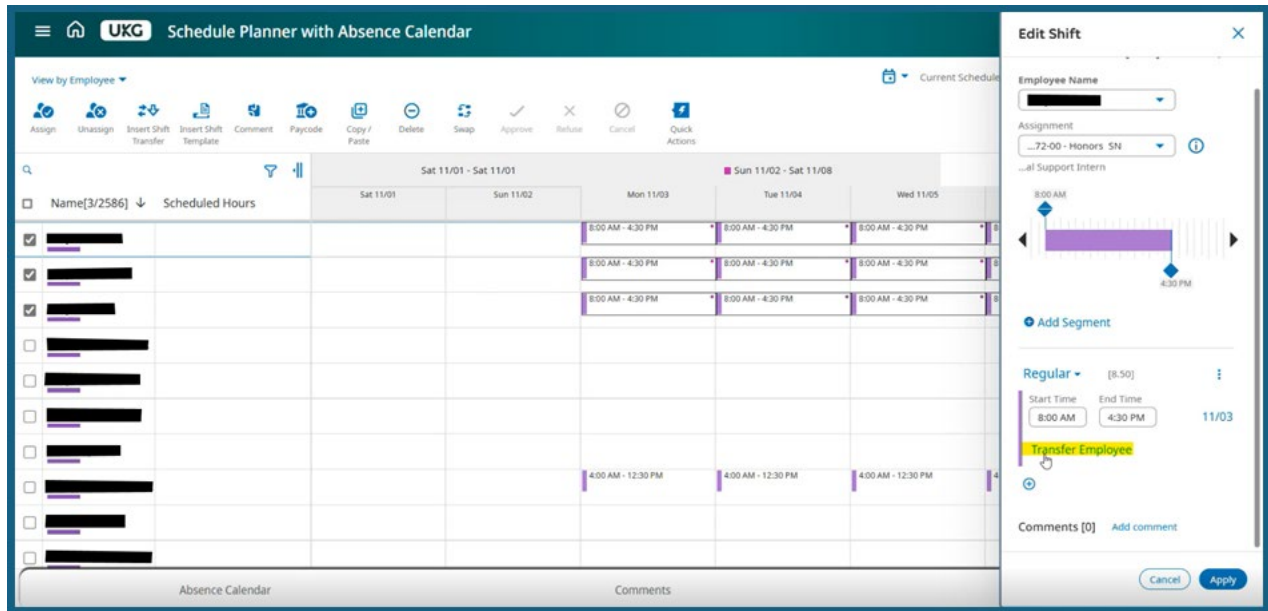 UKG Schedule Planner with Absence Calendar
View by Employee
Current Schedule
Assign Unassign Insert Shift Transfer Insert Shift Template Comment Paycode Copy / Paste Delete Swap Approve Refuse Cancel Quick Actions
Sat 11/01 - Sat 11/01 Sun 11/02 - Sat 11/08
Name[3/2586] Scheduled Hours Sat 11/01 Sun 11/02 Mon 11/03 Tue 11/04 Wed 11/05
8:00 AM - 4:30 PM 8:00 AM - 4:30 PM 8:00 AM - 4:30 PM 8
8:00 AM - 4:30 PM 8:00 AM - 4:30 PM 8:00 AM - 4:30 PM 8
8:00 AM - 4:30 PM 8:00 AM - 4:30 PM 8:00 AM - 4:30 PM 8
4:00 AM - 12:30 PM 4:00 AM - 12:30 PM 4:00 AM - 12:30 PM 4
Absence Calendar Comments
Edit Shift
Employee Name
Assignment
...72-00 - Honors SN
...al Support Intern
8:00 AM
4:30 PM
Add Segment
Regular [8.50]
Start Time End Time
8:00 AM 4:30 PM 11/03
Transfer Employee
Comments [0] Add comment
Cancel Apply